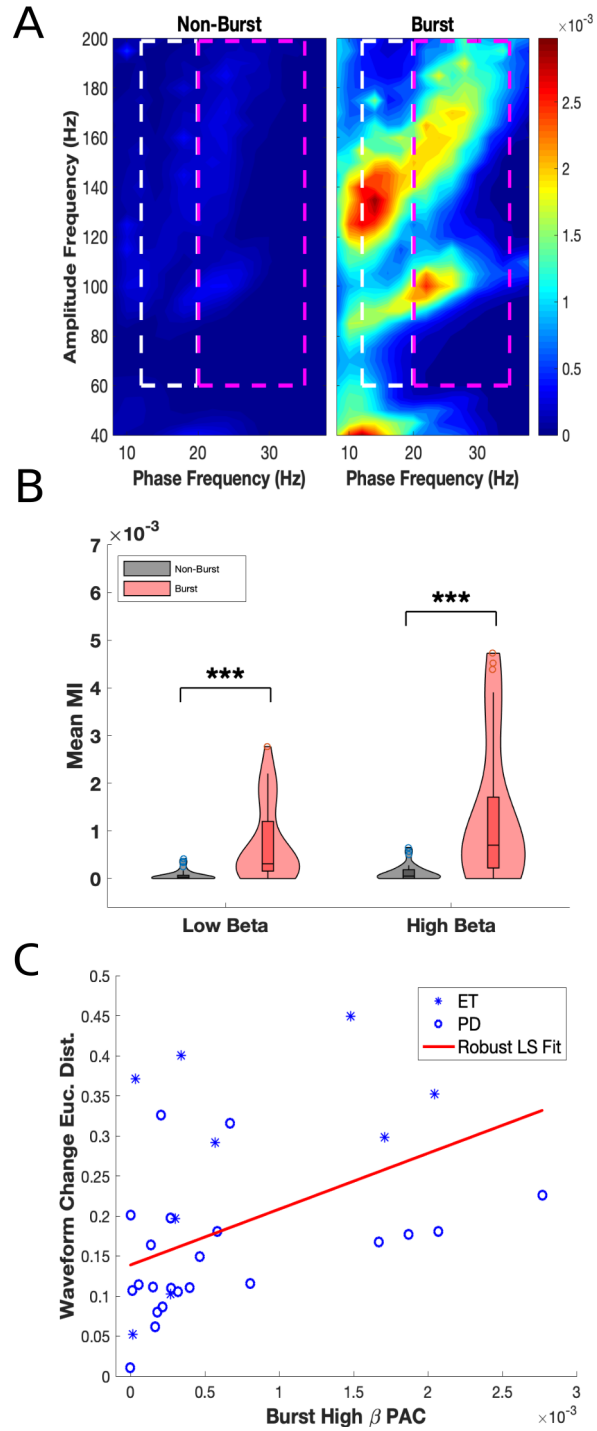 A
Non-Burst
Burst
×10⁻³
Amplitude Frequency (Hz)
200
180
160
140
120
100
80
60
40
3
2.5
2
1.5
1
0.5
0
10
20
30
10
20
30
Phase Frequency (Hz)
Phase Frequency (Hz)
B
×10⁻³
Mean MI
7
6
5
4
3
2
1
0
Non-Burst
Burst
***
***
Low Beta
High Beta
C
Waveform Change Euc. Dist.
0.5
0.45
0.4
0.35
0.3
0.25
0.2
0.15
0.1
0.05
0
ET
PD
Robust LS Fit
0
0.5
1
1.5
2
2.5
3
Burst High β PAC
×10⁻³